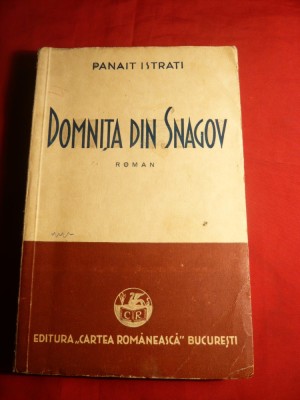 PANAIT ISTRATI
DOMNIȚA DIN SNAGOV
ROMAN
CR
EDITURA „CARTEA ROMÂNEASCĂ” BUCUREȘTI